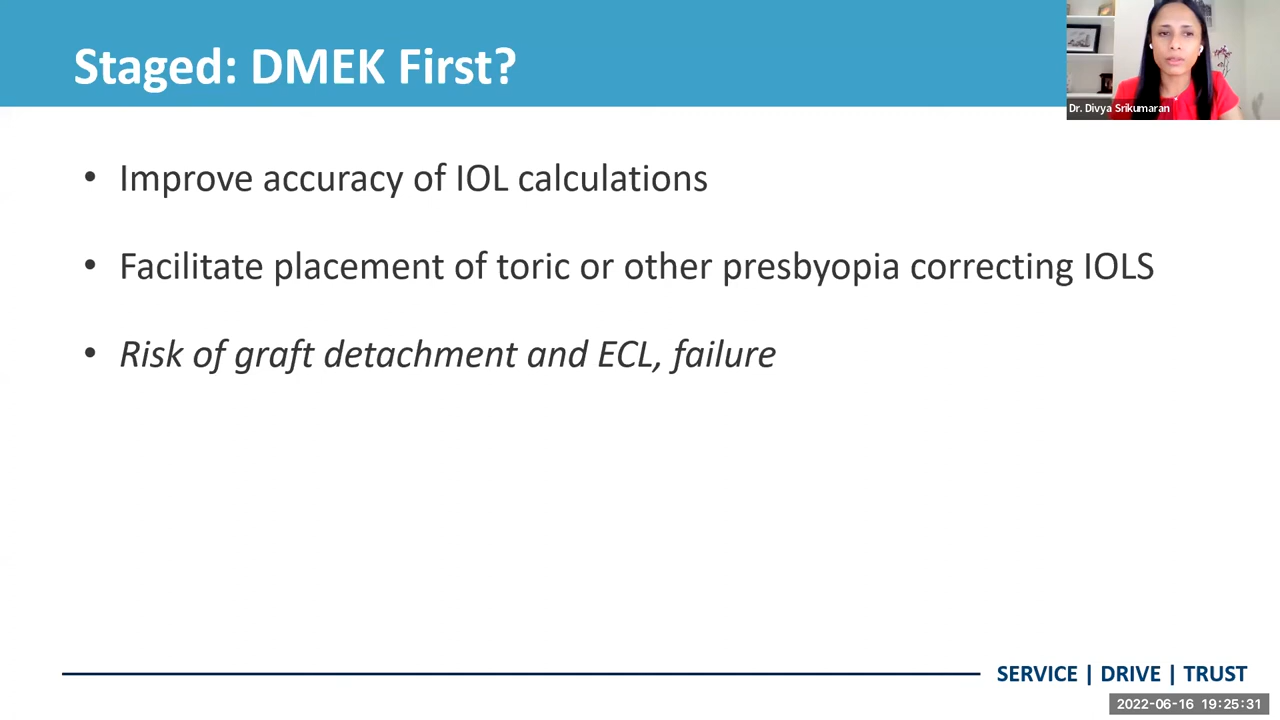 Staged: DMEK First?
Dr. Divya Srikumaran
• Improve accuracy of IOL calculations
• Facilitate placement of toric or other presbyopia correcting IOLS
• Risk of graft detachment and ECL, failure
SERVICE | DRIVE | TRUST
2022-06-16 19:25:31